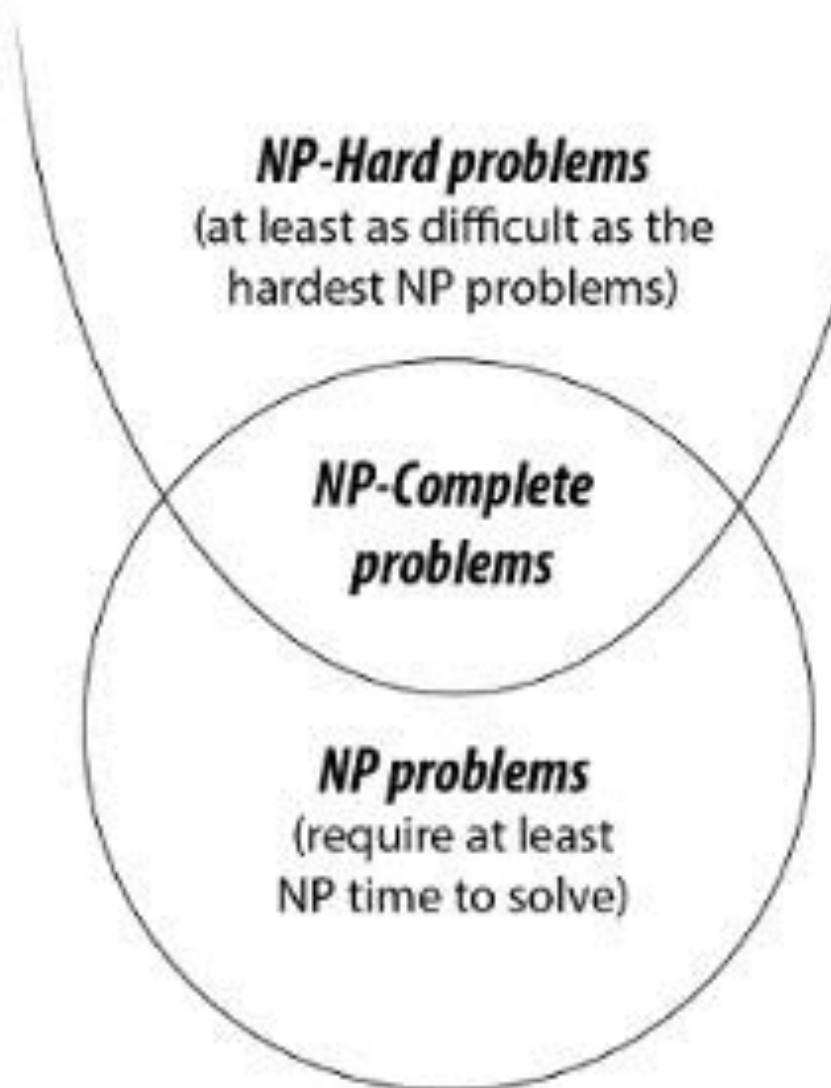 NP-Hard problems
(at least as difficult as the
hardest NP problems)
NP-Complete
problems
NP problems
(require at least
NP time to solve)